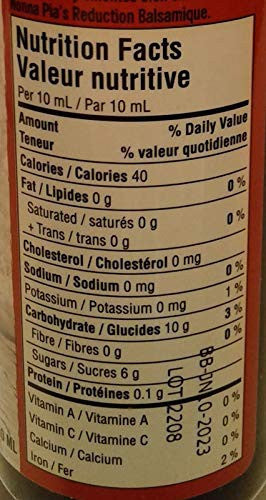 Nonna Pia's Reduction Balsamique.
Nutrition Facts
Valeur nutritive
Per 10 mL / Par 10 mL
Amount % Daily Value
Teneur % valeur quotidienne
Calories / Calories 40
Fat / Lipides 0 g 0 %
Saturated / saturés 0 g 0 %
+ Trans / trans 0 g
Cholesterol / Cholestérol 0 mg
Sodium / Sodium 0 mg 0 %
Potassium / Potassium 0 mg 1 %
Carbohydrate / Glucides 10 g 3 %
Fibre / Fibres 0 g 0 %
Sugars / Sucres 6 g
Protein / Protéines 0.1 g
Vitamin A / Vitamine A 0 %
Vitamin C / Vitamine C 0 %
Calcium / Calcium 0 %
Iron / Fer 2 %
LOT 22208
0-2023
ML